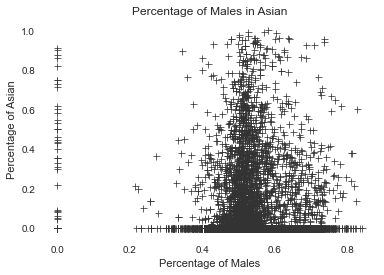 Percentage of Males in Asian
1.0
0.8
0.6
0.4
0.2
0.0
Percentage of Asian
0.0 0.2 0.4 0.6 0.8
Percentage of Males